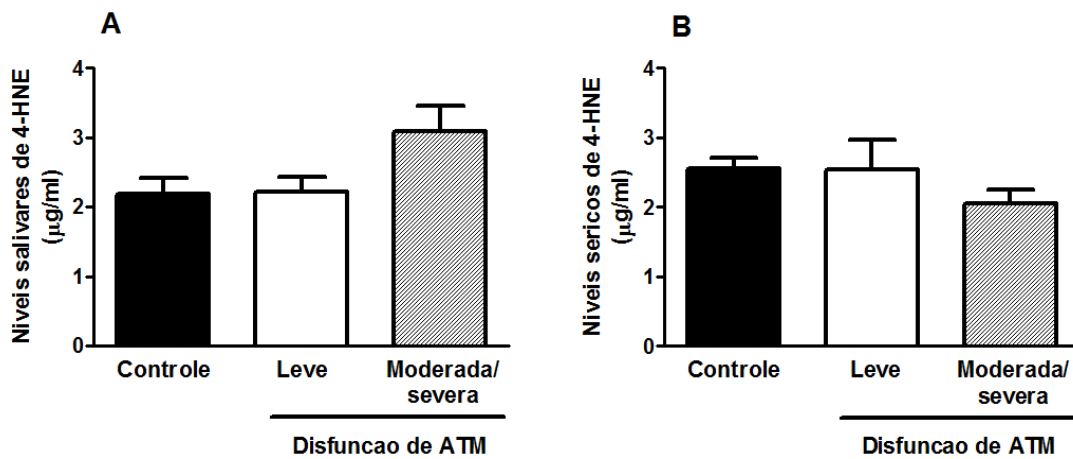 A
Niveis salivares de 4-HNE
(μg/ml)
4
3
2
1
0
Controle
Leve
Moderada/
severa
Disfuncao de ATM
B
Niveis sericos de 4-HNE
(μg/ml)
4
3
2
1
0
Controle
Leve
Moderada/
severa
Disfuncao de ATM